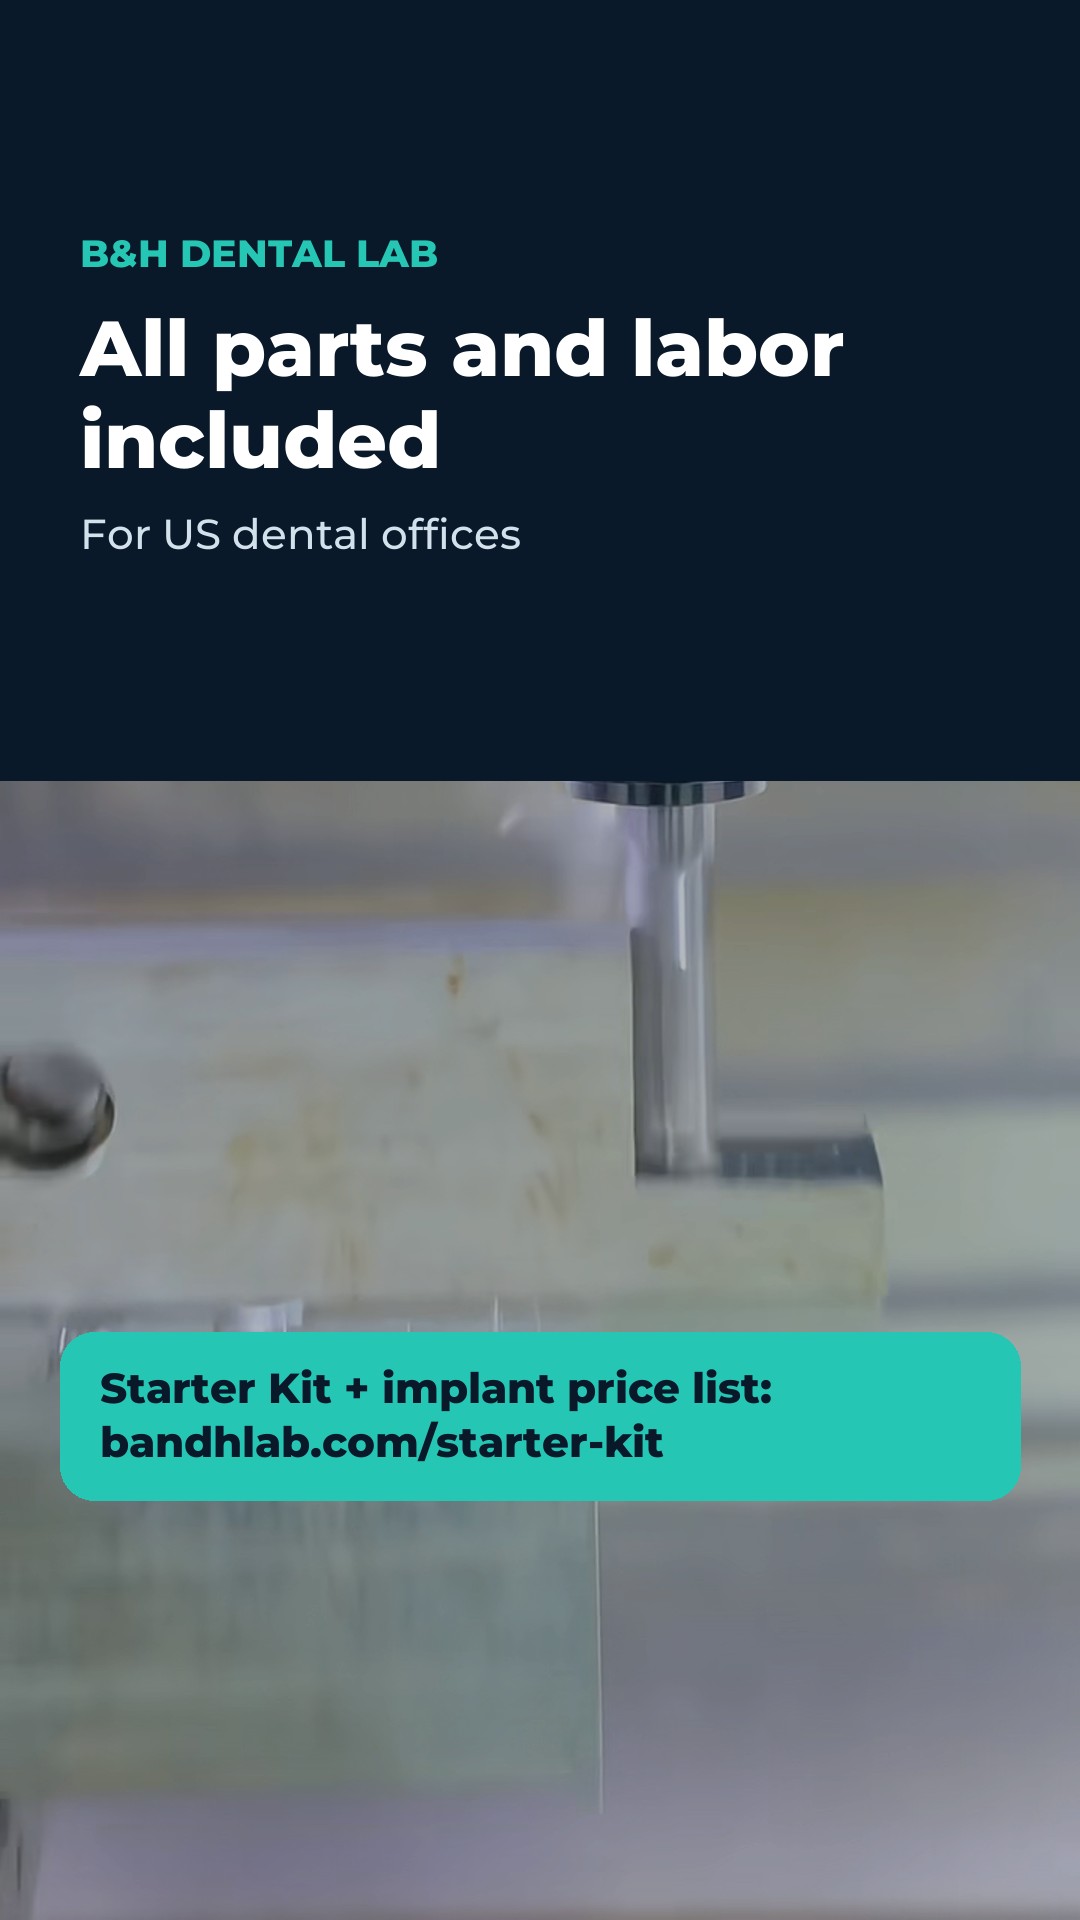 B&H DENTAL LAB
All parts and labor
included
For US dental offices
Starter Kit + implant price list:
bandhlab.com/starter-kit